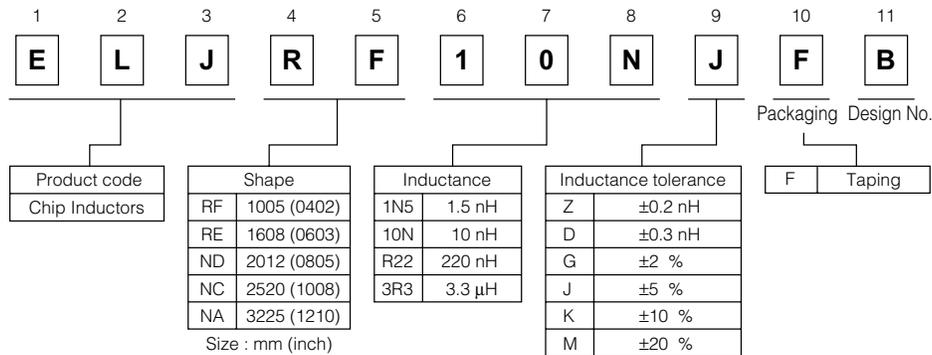 1 2 3 4 5 6 7 8 9 10 11
E L J R F 1 0 N J F B
Packaging Design No.
Product code
Chip Inductors
Shape
RF 1005 (0402)
RE 1608 (0603)
ND 2012 (0805)
NC 2520 (1008)
NA 3225 (1210)
Size : mm (inch)
Inductance
1N5 1.5 nH
10N 10 nH
R22 220 nH
3R3 3.3 μH
Inductance tolerance
Z ±0.2 nH
D ±0.3 nH
G ±2 %
J ±5 %
K ±10 %
M ±20 %
F Taping